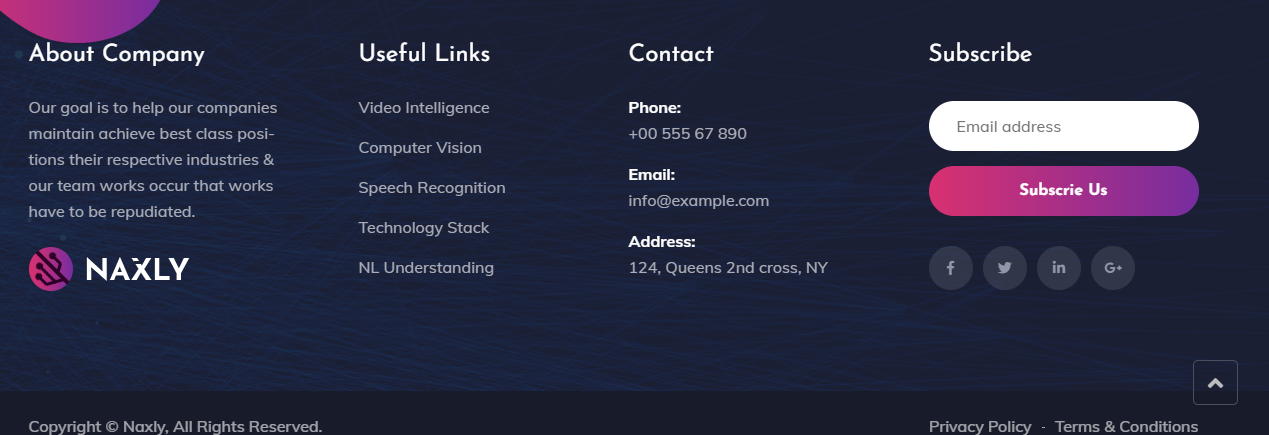 About Company
Our goal is to help our companies
maintain achieve best class posi-
tions their respective industries &
our team works occur that works
have to be repudiated.
NAXLY
Useful Links
Video Intelligence
Computer Vision
Speech Recognition
Technology Stack
NL Understanding
Contact
Phone:
+00 555 67 890
Email:
info@example.com
Address:
124, Queens 2nd cross, NY
Subscribe
Email address
Subscrie Us
Copyright © Naxly, All Rights Reserved.
Privacy Policy - Terms & Conditions